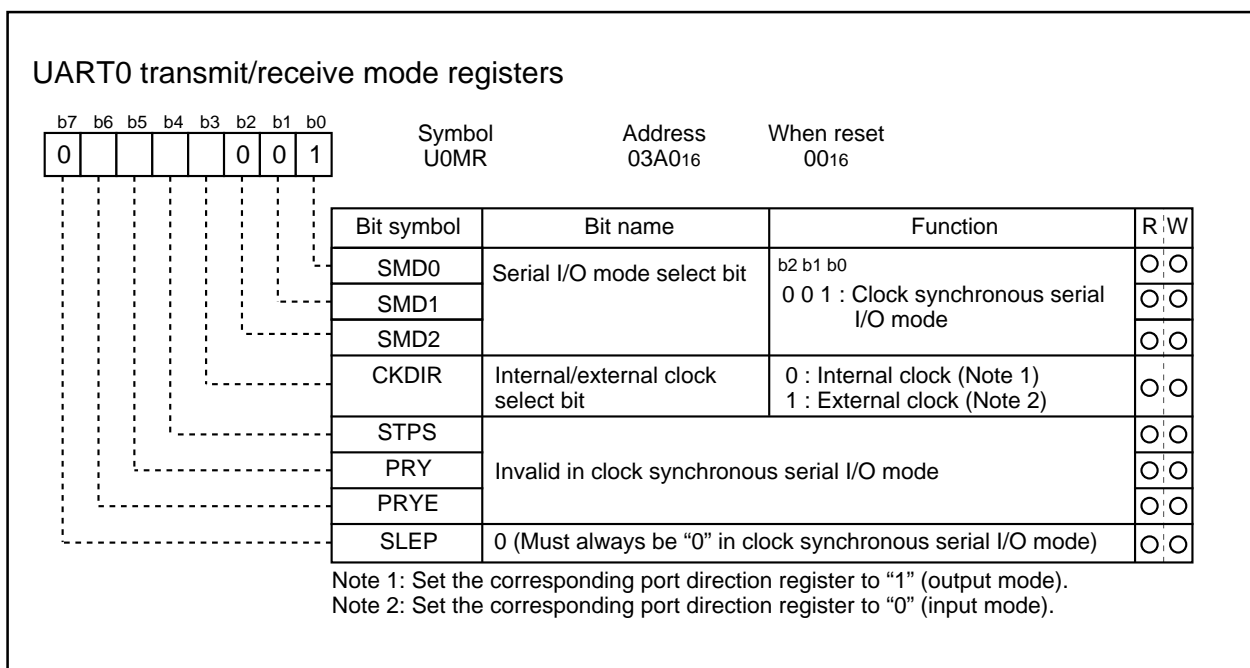 UART0 transmit/receive mode registers
b7 b6 b5 b4 b3 b2 b1 b0
0 0 0 1
Symbol Address When reset
U0MR 03A016 0016
Bit symbol Bit name Function R W
SMD0 Serial I/O mode select bit b2 b1 b0
SMD1 0 0 1 : Clock synchronous serial
I/O mode
SMD2
CKDIR Internal/external clock 0 : Internal clock (Note 1)
select bit 1 : External clock (Note 2)
STPS
PRY Invalid in clock synchronous serial I/O mode
PRYE
SLEP 0 (Must always be “0” in clock synchronous serial I/O mode)
Note 1: Set the corresponding port direction register to “1” (output mode).
Note 2: Set the corresponding port direction register to “0” (input mode).